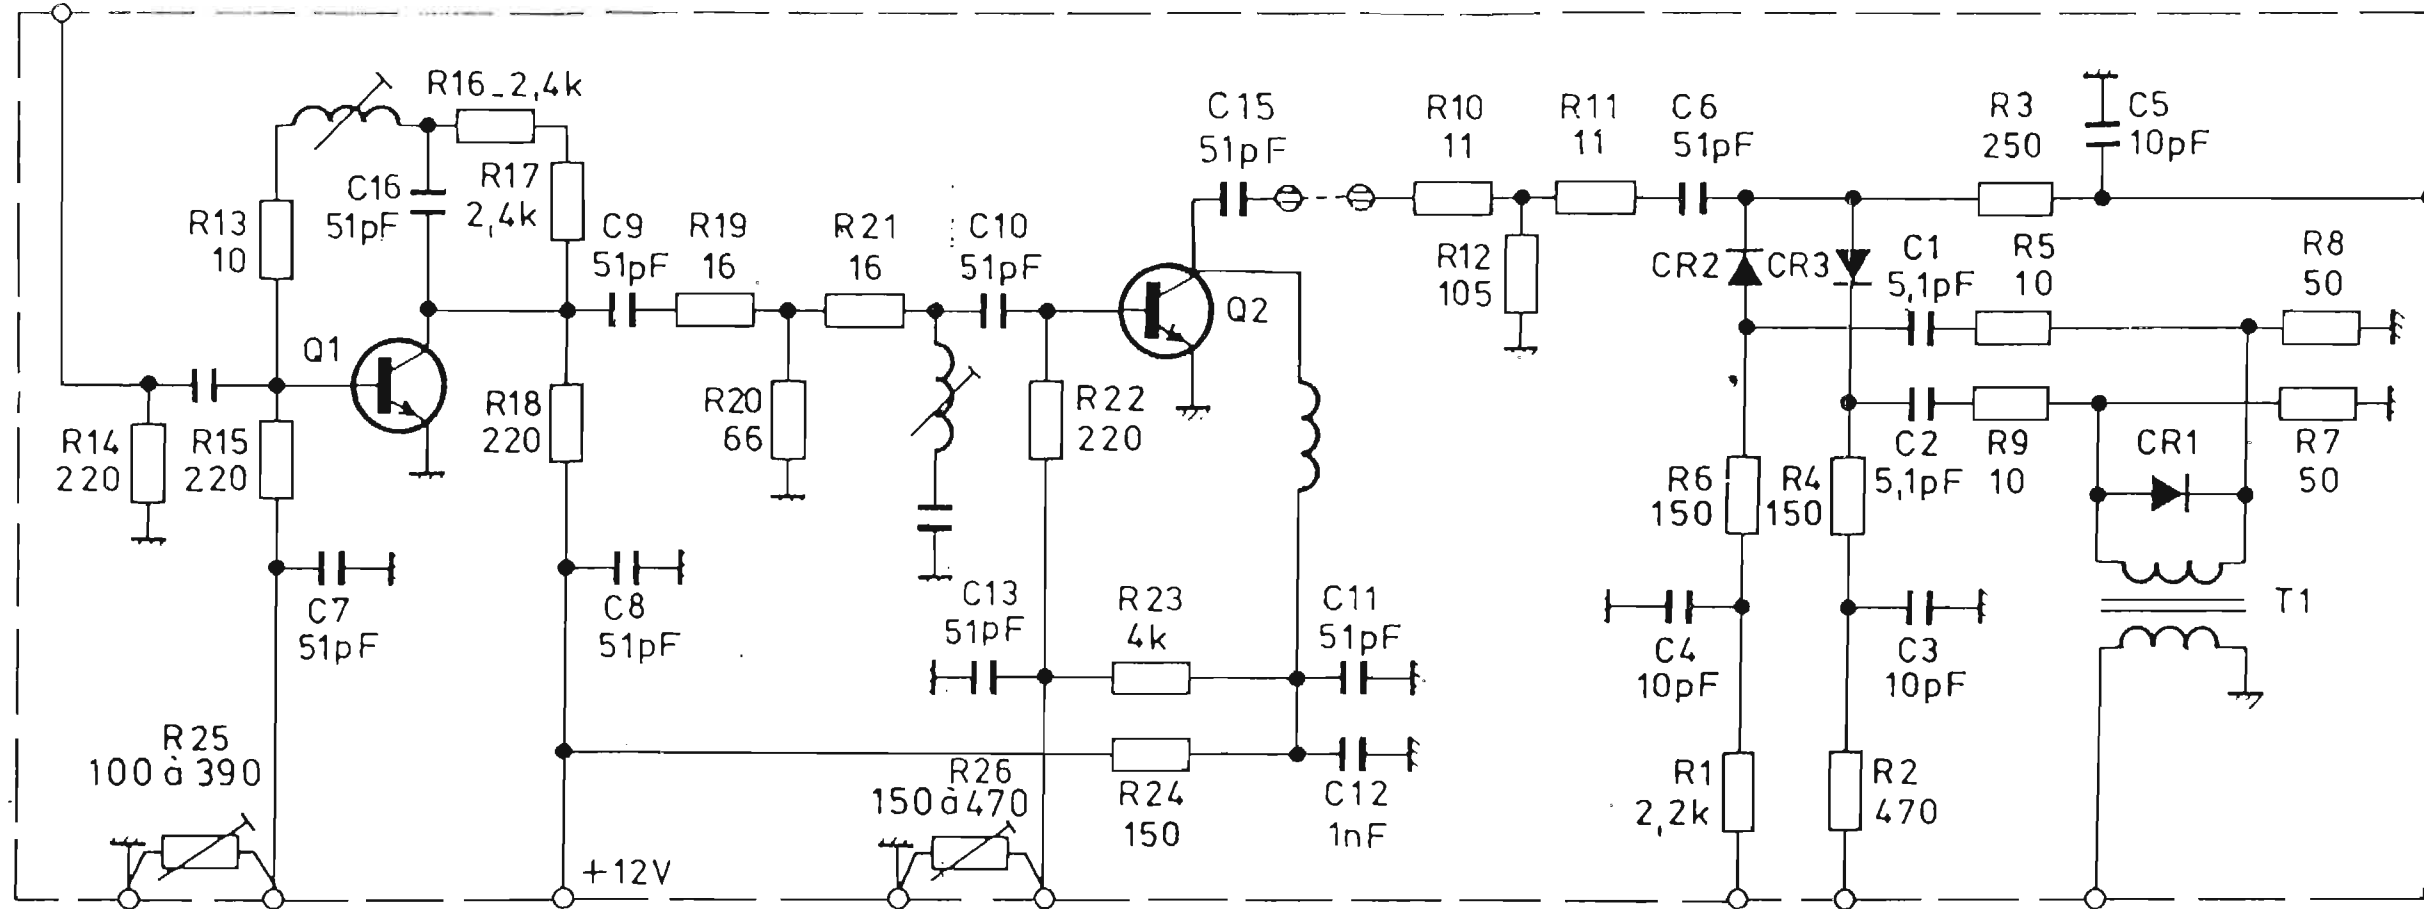 R16_2,4k
C16
51pF
R17
2,4k
R13
10
Q1
R14
220
R15
220
C7
51pF
R18
220
C8
51pF
C9
51pF
R19
16
R20
66
R21
16
C10
51pF
R22
220
Q2
C15
51pF
R10
11
R12
105
R11
11
C6
51pF
CR2
CR3
R3
250
C5
10pF
C1
5,1pF
R5
10
R8
50
C2
5,1pF
R9
10
CR1
R7
50
R6
150
R4
150
T1
C4
10pF
C3
10pF
C13
51pF
R23
4k
C11
51pF
R24
150
C12
1nF
R1
2,2k
R2
470
R25
100 à 390
+12V
R26
150 à 470